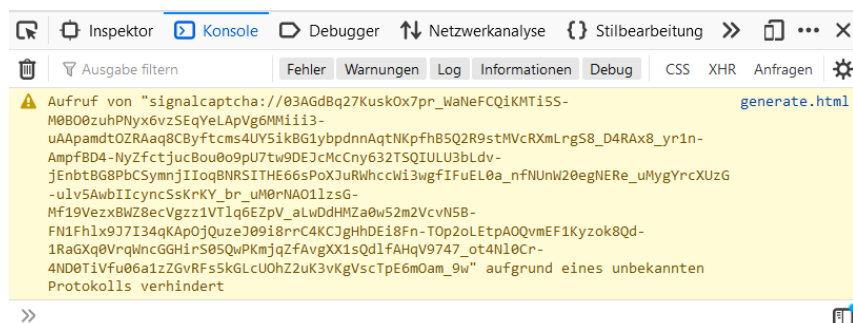 Inspektor Konsole Debugger Netzwerkanalyse Stilbearbeitung
Ausgabe filtern Fehler Warnungen Log Informationen Debug CSS XHR Anfragen
Aufruf von "signalcaptcha://03AGdBq27KuskOx7pr_WaNeFCQiKMTi5S- generate.html
M0BO0zuhPNyx6vzSEqYeLApVg6MMiii3-
uAApamdtOZRAaq8CByftcms4UY5ikBG1ybpdnnAqtNKpfhB5Q2R9stMVcRXmLrgS8_D4RAx8_yr1n-
AmpfBD4-NyZfctjucBou0o9pU7tw9DEJcMcCny632TSQIULU3bLdv-
jEnbtBG8PbCSymnjIIoqBNRSITHE66sPoXJuRWhccWi3wgfIFuEL0a_nfNUnW20egNERe_uMygYrcXUzG
-ulv5AwbIIcyncSsKrKY_br_uM0rNAO1lzsG-
Mf19VezxBWZ8ecVgzz1VTlq6EZpV_aLwDdHMZa0w52m2VcvN5B-
FN1Fhlx9J7I34qKApOjQuzeJ09i8rrC4KCJgHhDEi8Fn-TOp2oLEtpAOQvmEF1Kyzok8Qd-
1RaGXq0VrqWncGGHirS05QwPKmjqZfAvgXX1sQdlfAHqV9747_ot4Nl0Cr-
4ND0TiVfu06a1zZGvRFs5kGLcUOhZ2uK3vKgVscTpE6mOam_9w" aufgrund eines unbekannten
Protokolls verhindert